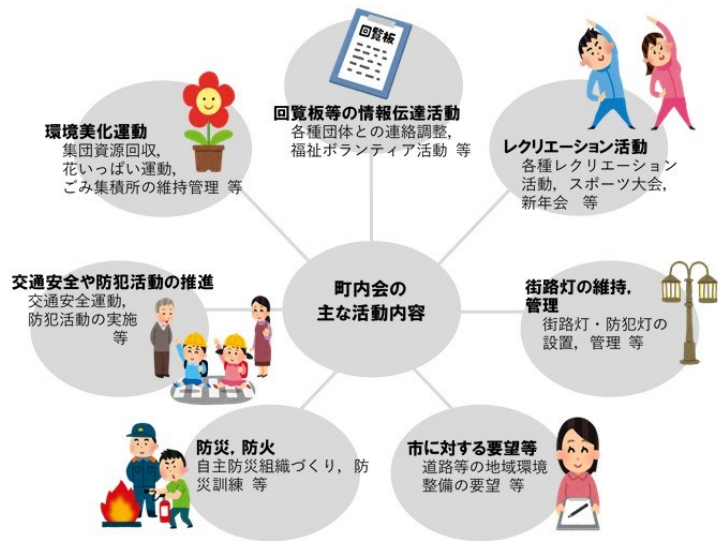 回覧板
回覧板等の情報伝達活動
各種団体との連絡調整,
福祉ボランティア活動 等
環境美化運動
集団資源回収,
花いっぱい運動,
ごみ集積所の維持管理 等
レクリエーション活動
各種レクリエーション
活動, スポーツ大会,
新年会 等
町内会の
主な活動内容
交通安全や防犯活動の推進
交通安全運動,
防犯活動の実施
等
街路灯の維持,
管理
街路灯・防犯灯の
設置, 管理 等
防災, 防火
自主防災組織づくり, 防
災訓練 等
市に対する要望等
道路等の地域環境
整備の要望 等